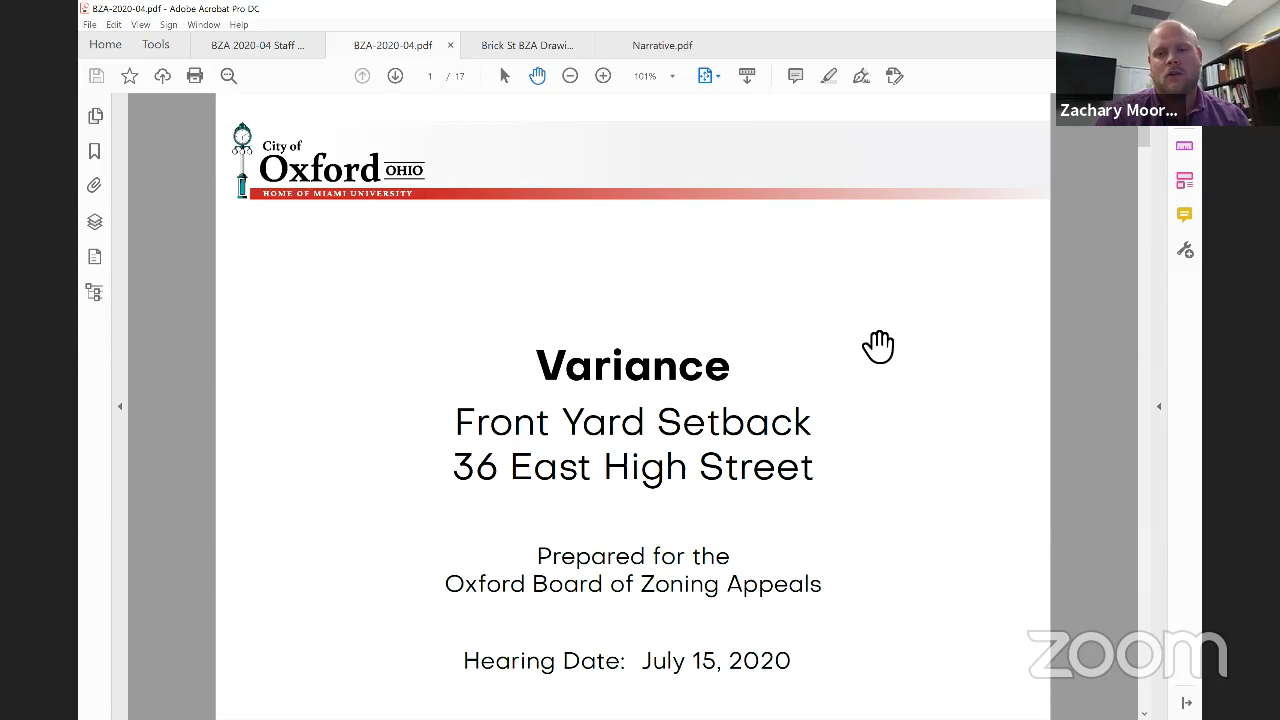 BZA-2020-04.pdf - Adobe Acrobat Pro DC
File Edit View Sign Window Help
Home Tools BZA 2020-04 Staff ... BZA-2020-04.pdf × Brick St BZA Drawi... Narrative.pdf
1 / 17 101%
Zachary Moor...
City of
Oxford OHIO
HOME OF MIAMI UNIVERSITY
Variance
Front Yard Setback
36 East High Street
Prepared for the
Oxford Board of Zoning Appeals
Hearing Date: July 15, 2020
zoom